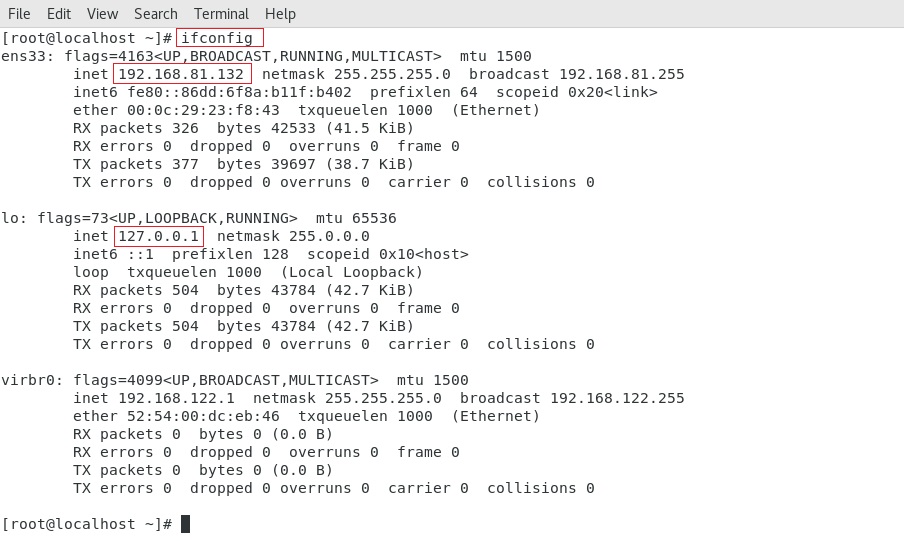 File Edit View Search Terminal Help
[root@localhost ~]# ifconfig
ens33: flags=4163<UP,BROADCAST,RUNNING,MULTICAST>  mtu 1500
        inet 192.168.81.132  netmask 255.255.255.0  broadcast 192.168.81.255
        inet6 fe80::86dd:6f8a:b11f:b402  prefixlen 64  scopeid 0x20<link>
        ether 00:0c:29:23:f8:43  txqueuelen 1000  (Ethernet)
        RX packets 326  bytes 42533 (41.5 KiB)
        RX errors 0  dropped 0  overruns 0  frame 0
        TX packets 377  bytes 39697 (38.7 KiB)
        TX errors 0  dropped 0 overruns 0  carrier 0  collisions 0
lo: flags=73<UP,LOOPBACK,RUNNING>  mtu 65536
        inet 127.0.0.1  netmask 255.0.0.0
        inet6 ::1  prefixlen 128  scopeid 0x10<host>
        loop  txqueuelen 1000  (Local Loopback)
        RX packets 504  bytes 43784 (42.7 KiB)
        RX errors 0  dropped 0  overruns 0  frame 0
        TX packets 504  bytes 43784 (42.7 KiB)
        TX errors 0  dropped 0 overruns 0  carrier 0  collisions 0
virbr0: flags=4099<UP,BROADCAST,MULTICAST>  mtu 1500
        inet 192.168.122.1  netmask 255.255.255.0  broadcast 192.168.122.255
        ether 52:54:00:dc:eb:46  txqueuelen 1000  (Ethernet)
        RX packets 0  bytes 0 (0.0 B)
        RX errors 0  dropped 0  overruns 0  frame 0
        TX packets 0  bytes 0 (0.0 B)
        TX errors 0  dropped 0 overruns 0  carrier 0  collisions 0
[root@localhost ~]#